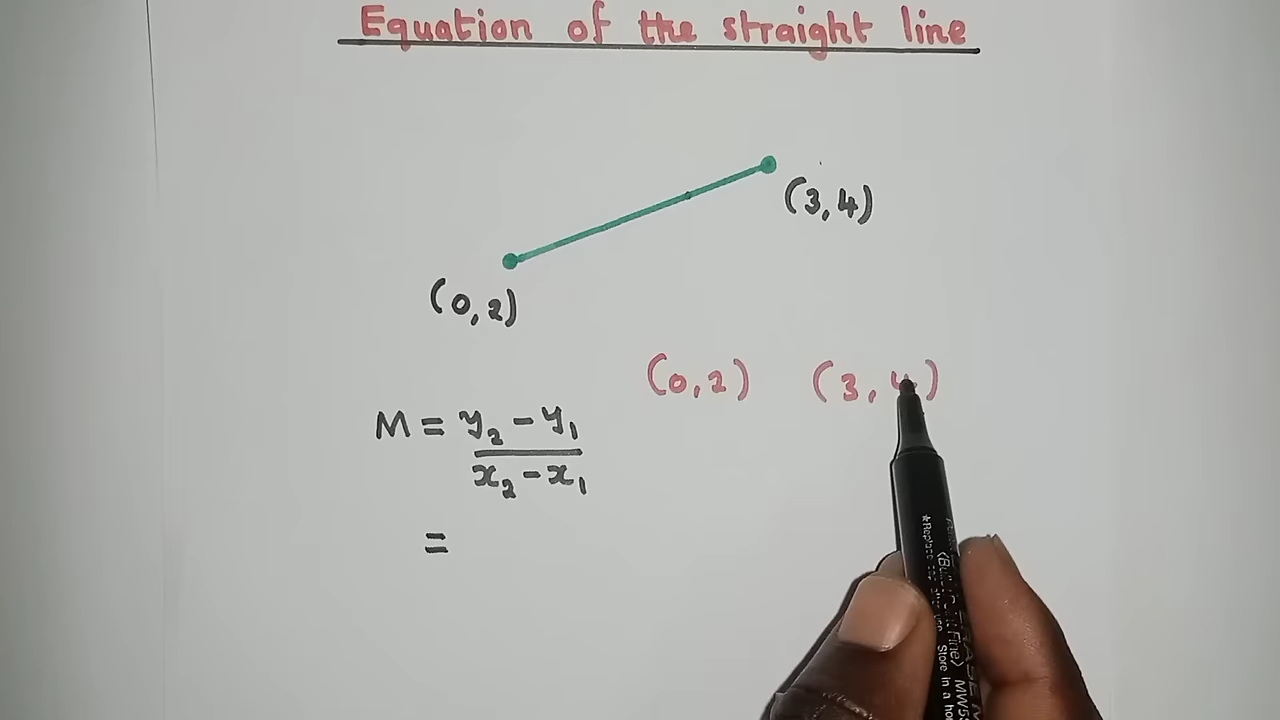 Equation of the straight line
(3,4)
(0,2)
(0,2) (3,4)
M = y₂ - y₁
x₂ - x₁
=